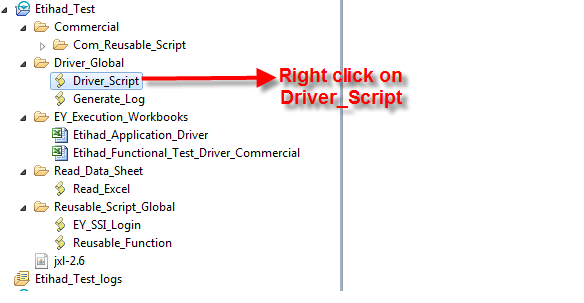 Etihad_Test
Commercial
Com_Reusable_Script
Driver_Global
Driver_Script
Right click on
Driver_Script
Generate_Log
EY_Execution_Workbooks
Etihad_Application_Driver
Etihad_Functional_Test_Driver_Commercial
Read_Data_Sheet
Read_Excel
Reusable_Script_Global
EY_SSI_Login
Reusable_Function
jxl-2.6
Etihad_Test_logs